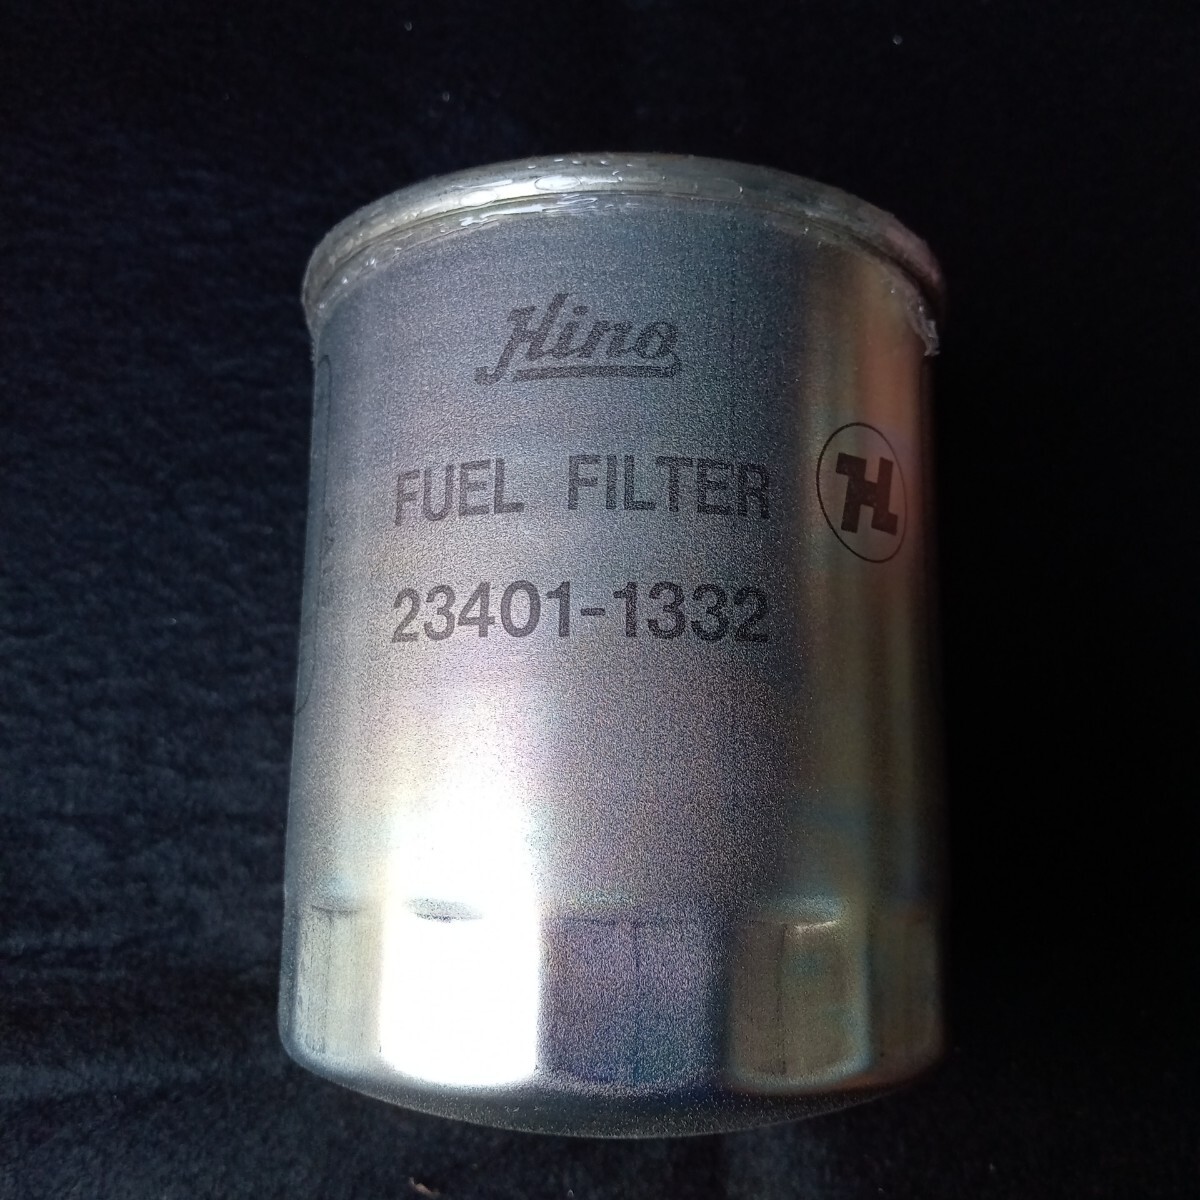 Hino
FUEL FILTER
H
23401-1332